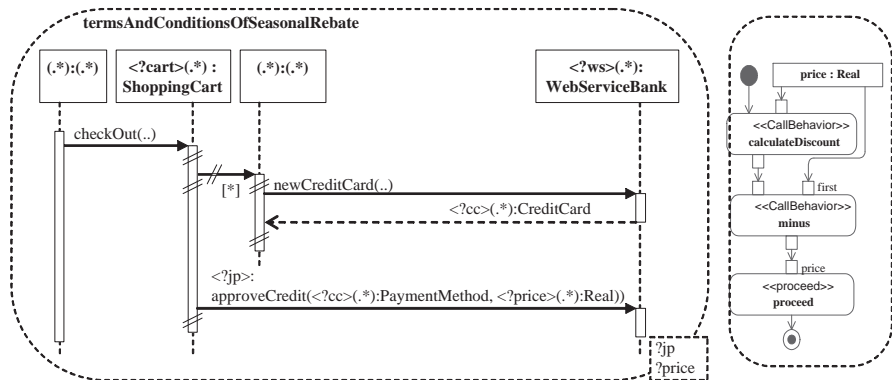 termsAndConditionsOfSeasonalRebate
(.*):(.*)
<?cart>(.*) :
ShoppingCart
(.*):(.*)
<?ws>(.*):
WebServiceBank
checkOut(..)
[*]
newCreditCard(..)
<?cc>(.*):CreditCard
<?jp>:
approveCredit(<?cc>(.*):PaymentMethod, <?price>(.*):Real))
?jp
?price
price : Real
<<CallBehavior>>
calculateDiscount
first
<<CallBehavior>>
minus
price
<<proceed>>
proceed